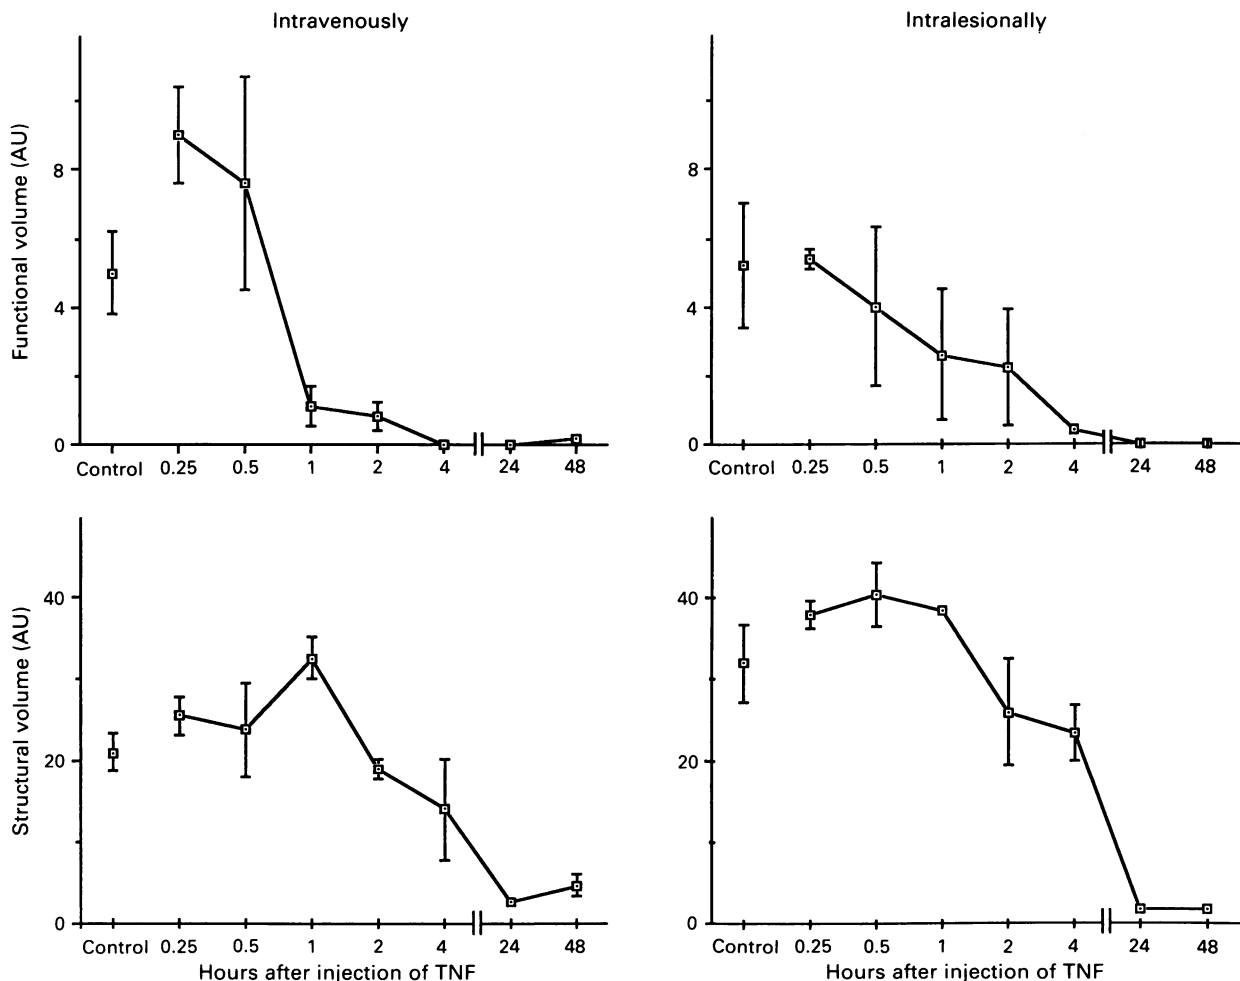 Intravenously
Intralesionally
Functional volume (AU)
8
4
0
Control 0.25 0.5 1 2 4 24 48
8
4
0
Control 0.25 0.5 1 2 4 24 48
Structural volume (AU)
40
20
0
Control 0.25 0.5 1 2 4 24 48
Hours after injection of TNF
40
20
0
Control 0.25 0.5 1 2 4 24 48
Hours after injection of TNF